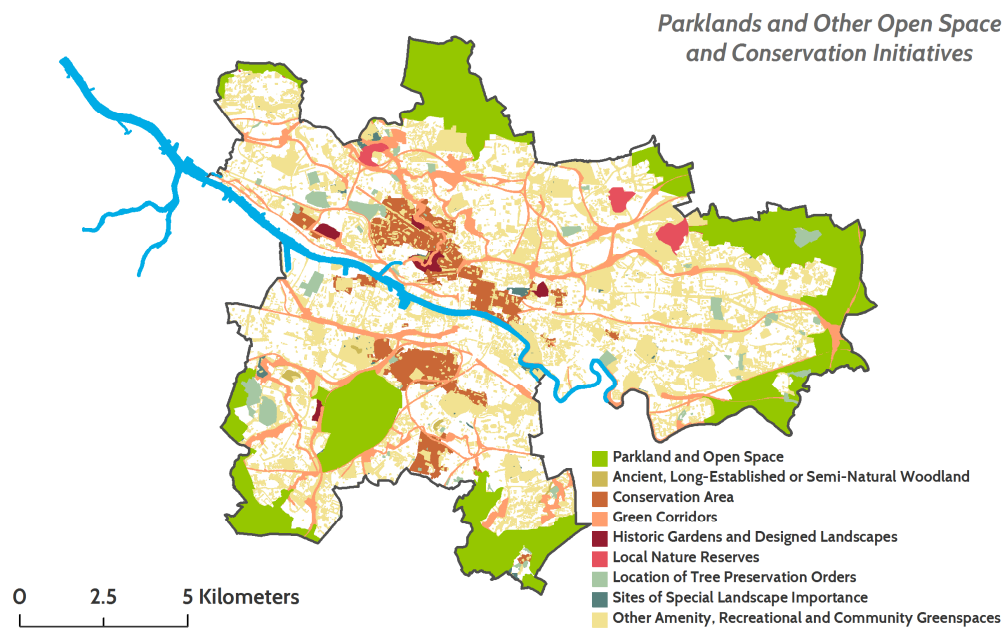 Parklands and Other Open Space
and Conservation Initiatives
Parkland and Open Space
Ancient, Long-Established or Semi-Natural Woodland
Conservation Area
Green Corridors
Historic Gardens and Designed Landscapes
Local Nature Reserves
Location of Tree Preservation Orders
Sites of Special Landscape Importance
Other Amenity, Recreational and Community Greenspaces
0 2.5 5 Kilometers